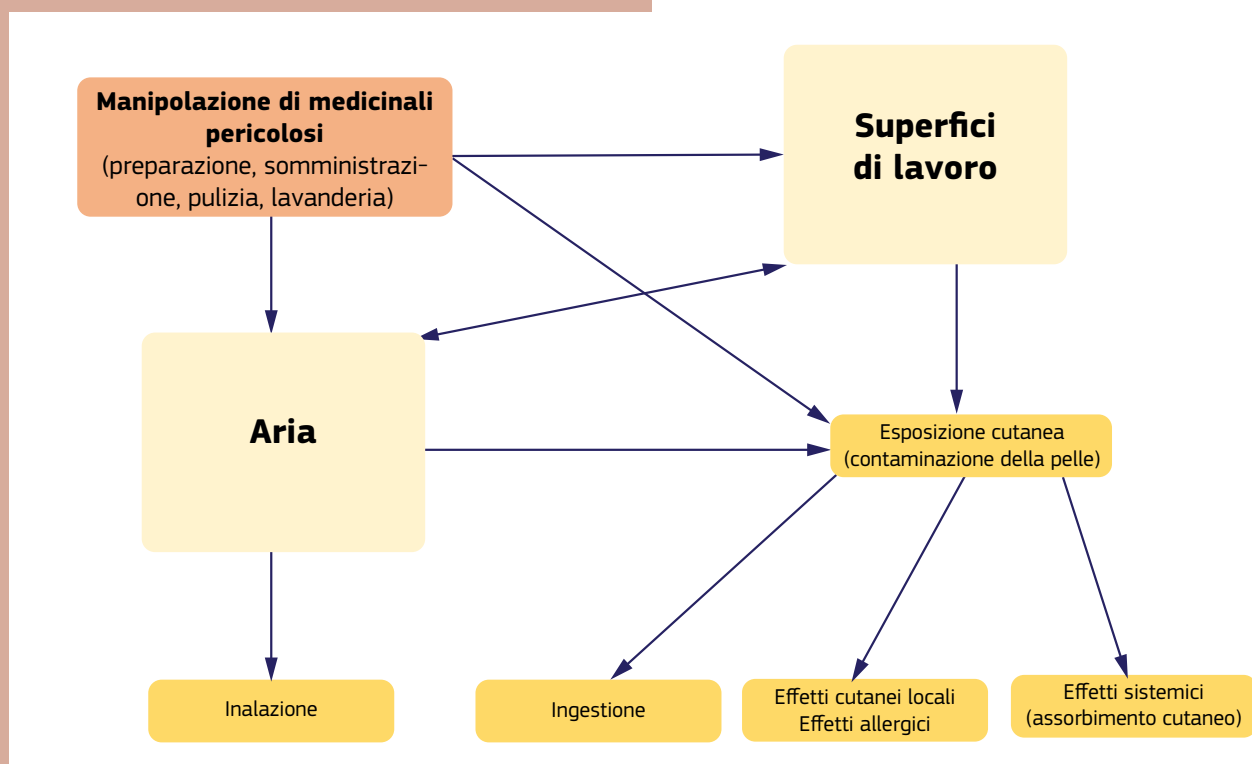 Manipolazione di medicinali
pericolosi
(preparazione, somministrazi-
one, pulizia, lavanderia)
Superfici
di lavoro
Aria
Esposizione cutanea
(contaminazione della pelle)
Inalazione
Ingestione
Effetti cutanei locali
Effetti allergici
Effetti sistemici
(assorbimento cutaneo)